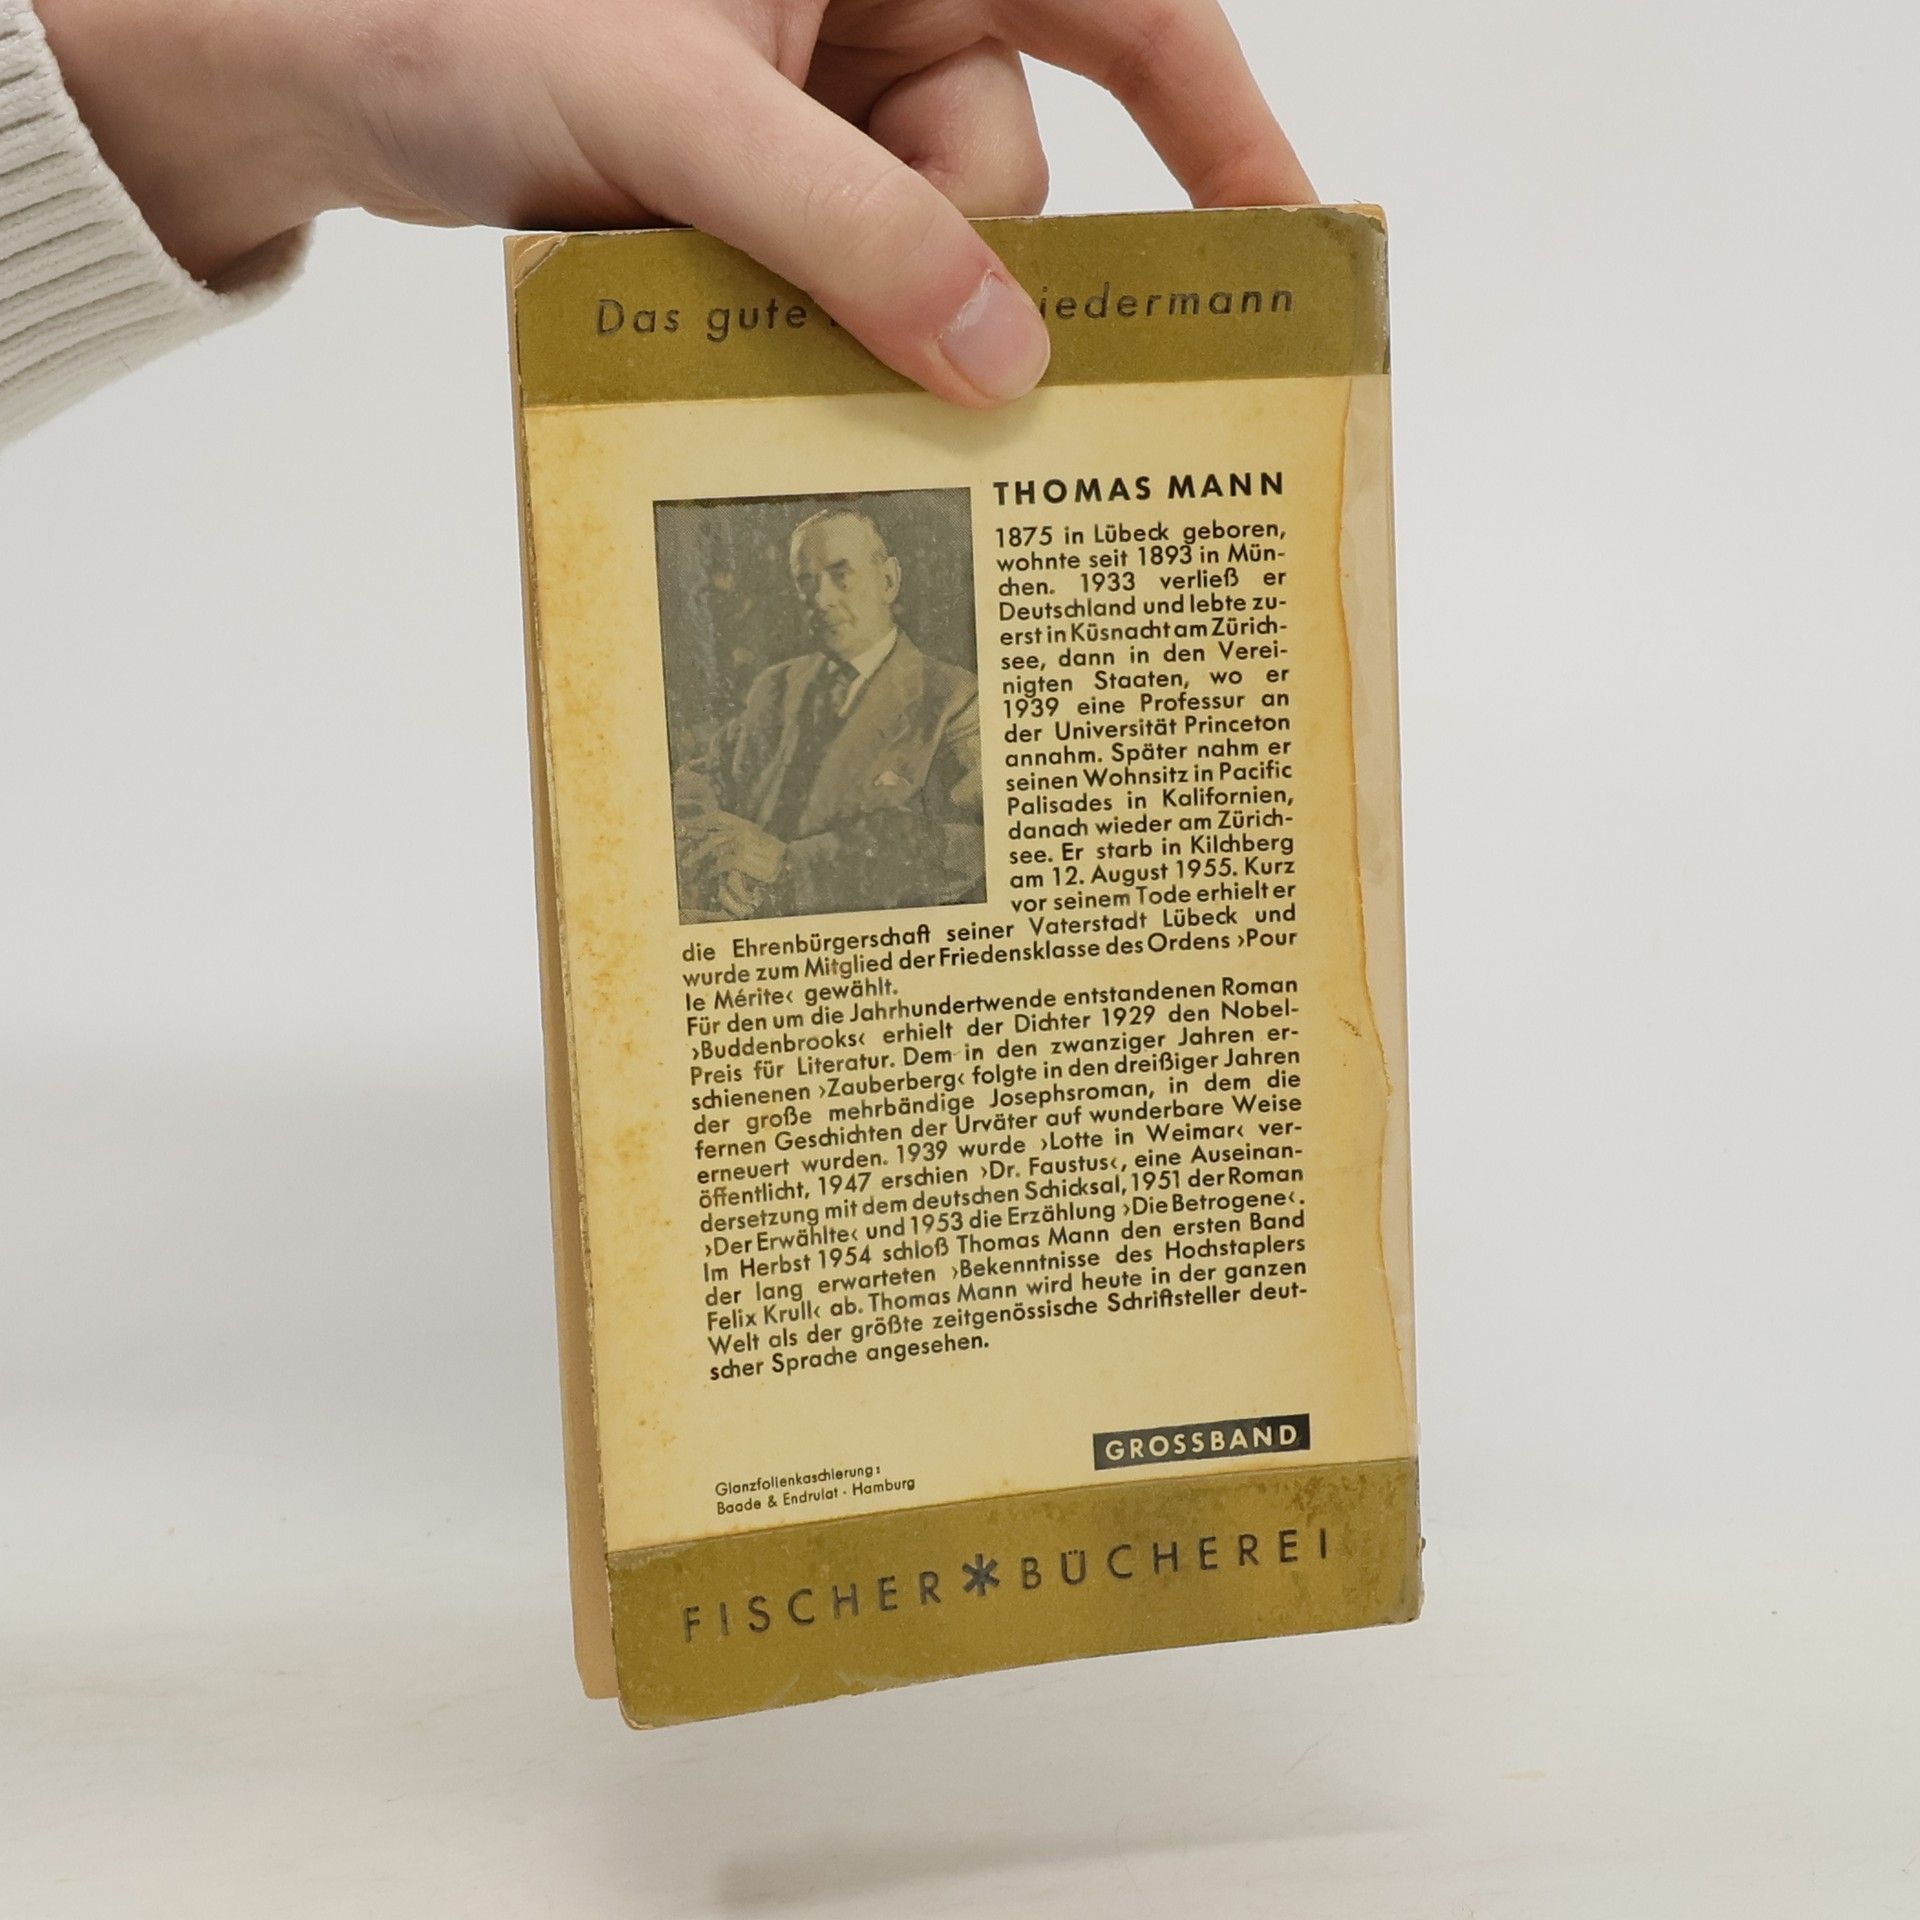 Das gute iedermann
THOMAS MANN
1875 in Lübeck geboren,
wohnte seit 1893 in Mün-
chen. 1933 verließ er
Deutschland und lebte zu-
erst in Küsnacht am Zürich-
see, dann in den Verei-
nigten Staaten, wo er
1939 eine Professur an
der Universität Princeton
annahm. Später nahm er
seinen Wohnsitz in Pacific
Palisades in Kalifornien,
danach wieder am Zürich-
see. Er starb in Kilchberg
am 12. August 1955. Kurz
vor seinem Tode erhielt er
die Ehrenbürgerschaft seiner Vaterstadt Lübeck und
wurde zum Mitglied der Friedensklasse des Ordens ›Pour
le Mérite‹ gewählt.
Für den um die Jahrhundertwende entstandenen Roman
›Buddenbrooks‹ erhielt der Dichter 1929 den Nobel-
Preis für Literatur. Dem in den zwanziger Jahren er-
schienenen ›Zauberberg‹ folgte in den dreißiger Jahren
der große mehrbändige Josephsroman, in dem die
fernen Geschichten der Urväter auf wunderbare Weise
erneuert wurden. 1939 wurde ›Lotte in Weimar‹ ver-
öffentlicht, 1947 erschien ›Dr. Faustus‹, eine Auseinan-
dersetzung mit dem deutschen Schicksal, 1951 der Roman
›Der Erwählte‹ und 1953 die Erzählung ›Die Betrogene‹.
Im Herbst 1954 schloß Thomas Mann den ersten Band
der lang erwarteten ›Bekenntnisse des Hochstaplers
Felix Krull‹ ab. Thomas Mann wird heute in der ganzen
Welt als der größte zeitgenössische Schriftsteller deut-
scher Sprache angesehen.
GROSSBAND
Glanzfolienkaschierung:
Baade & Endrulat · Hamburg
FISCHER * BÜCHEREI